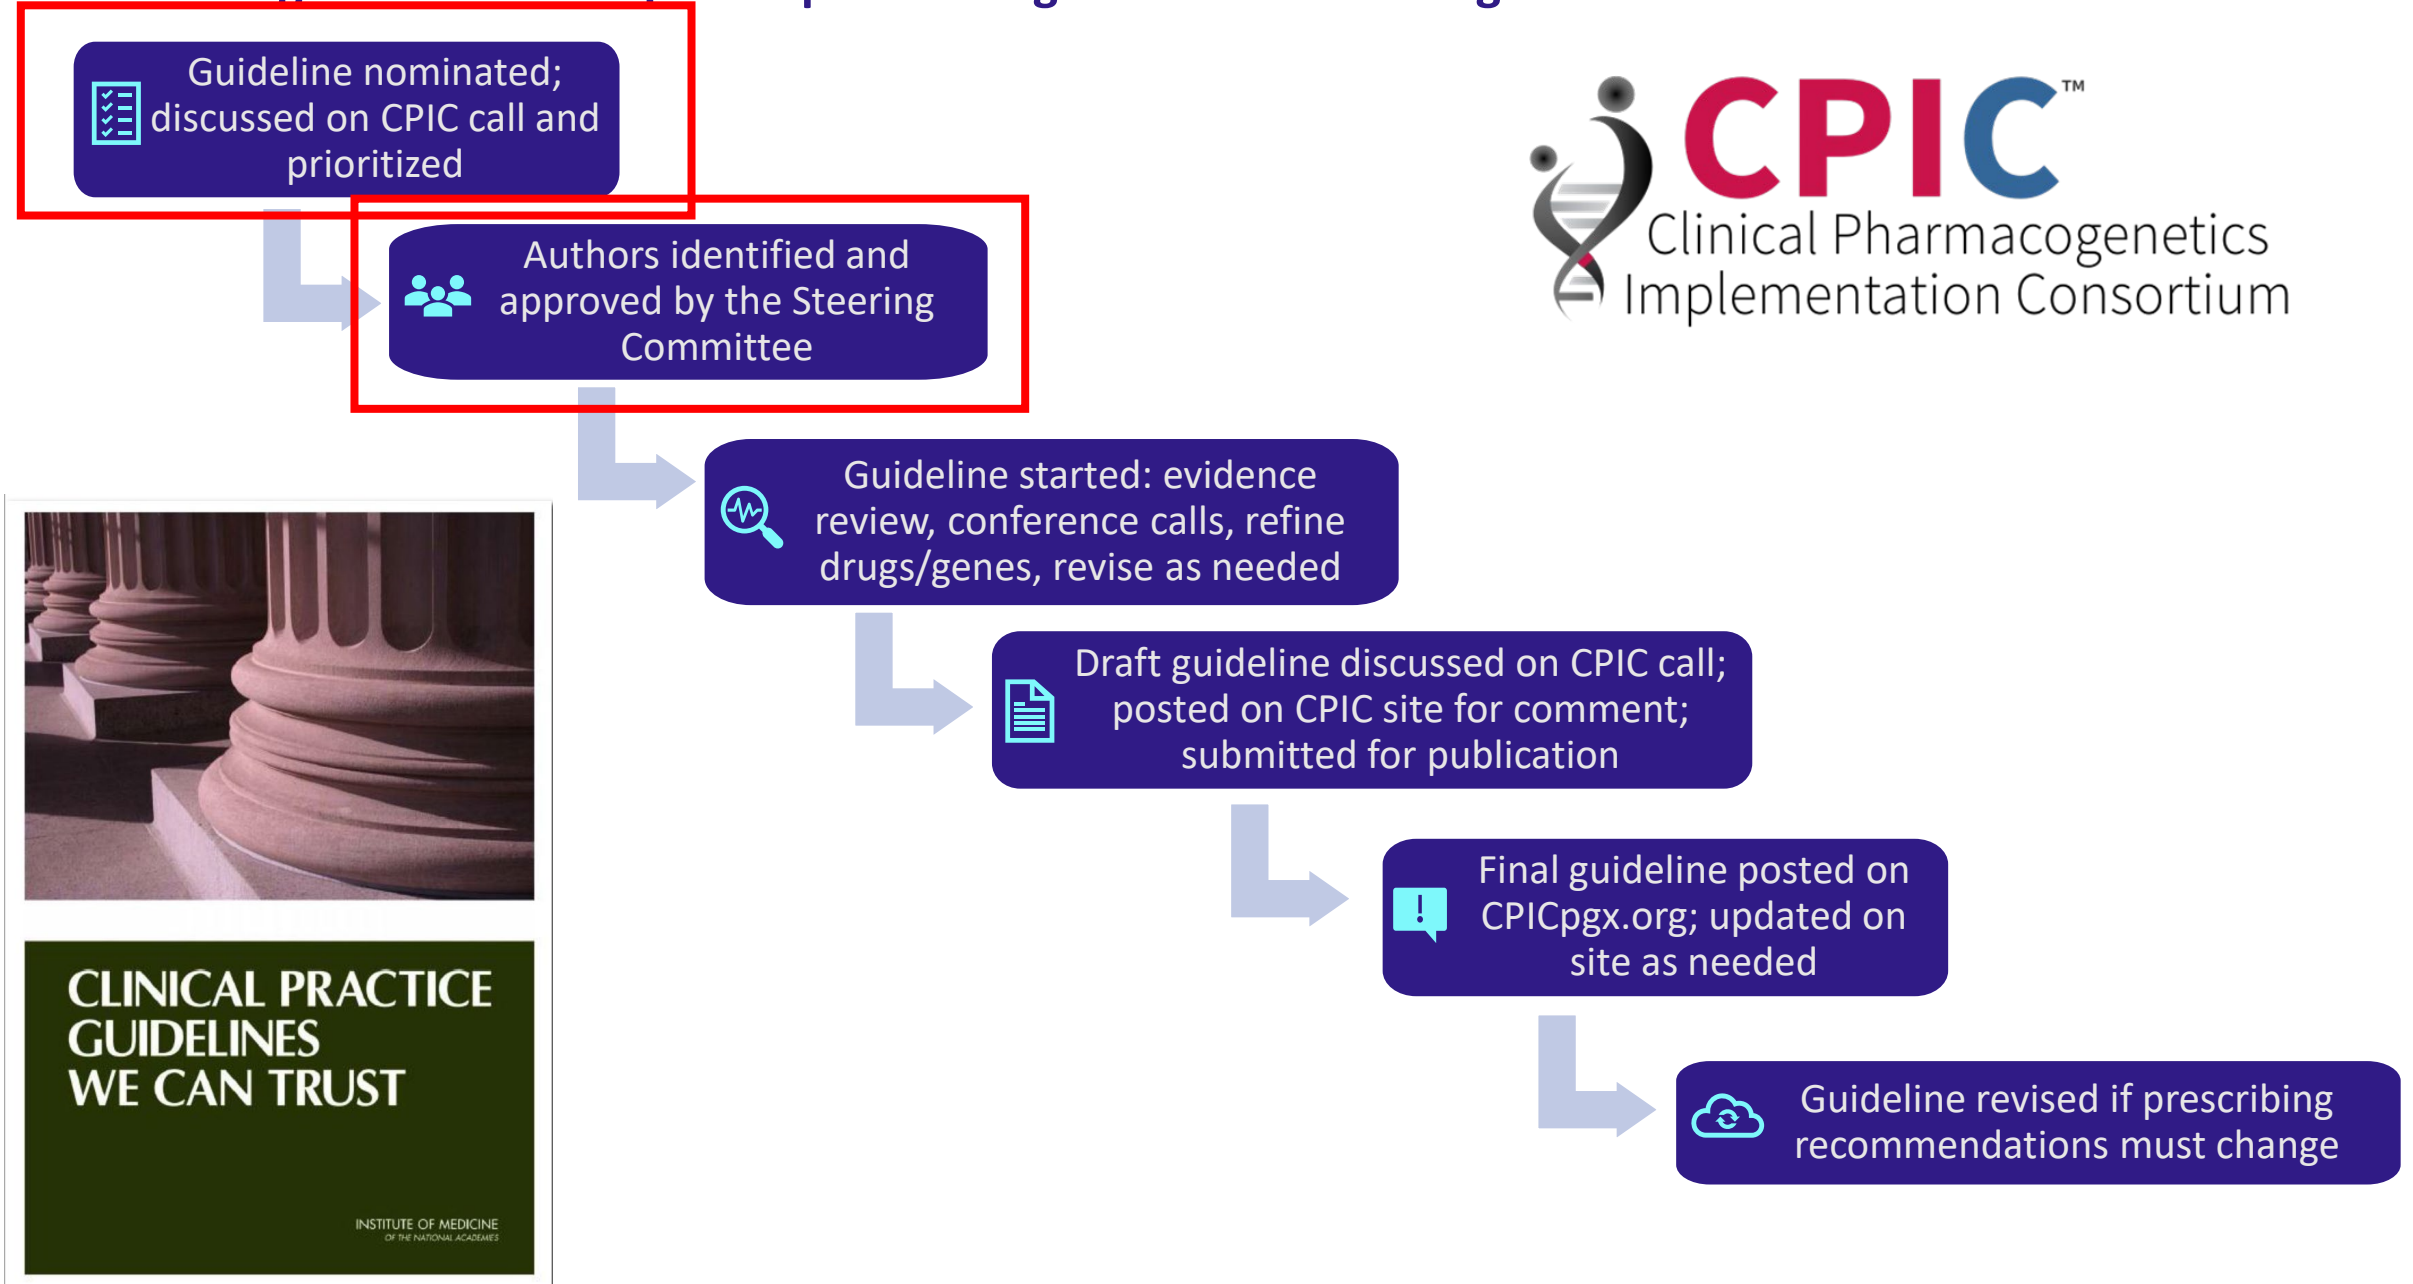 Guideline nominated;
discussed on CPIC call and
prioritized
CPIC™
Clinical Pharmacogenetics
Implementation Consortium
Authors identified and
approved by the Steering
Committee
Guideline started: evidence
review, conference calls, refine
drugs/genes, revise as needed
Draft guideline discussed on CPIC call;
posted on CPIC site for comment;
submitted for publication
Final guideline posted on
CPICpgx.org; updated on
site as needed
Guideline revised if prescribing
recommendations must change
CLINICAL PRACTICE
GUIDELINES
WE CAN TRUST
INSTITUTE OF MEDICINE
OF THE NATIONAL ACADEMIES